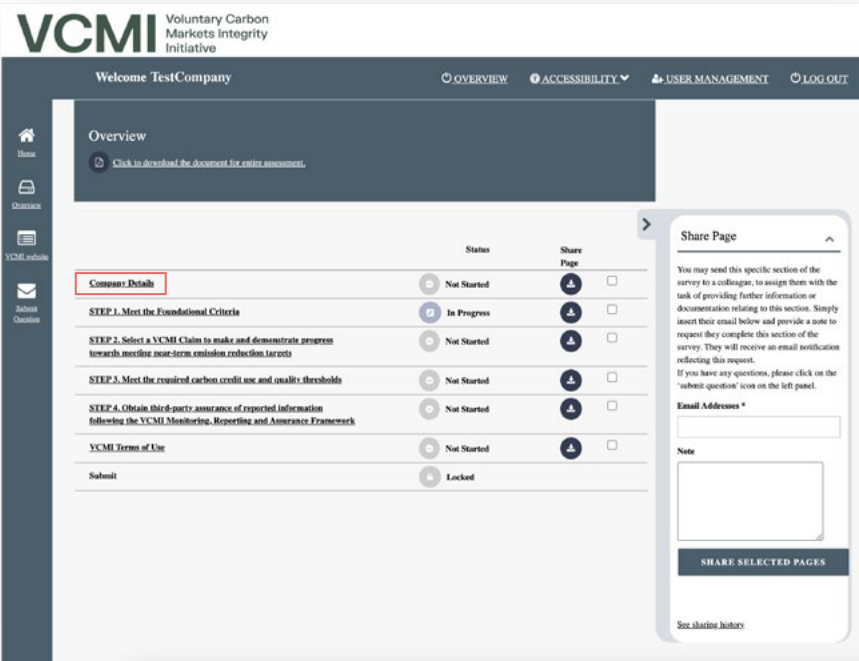 VCMI
Voluntary Carbon
Markets Integrity
Initiative
Welcome TestCompany
OVERVIEW
ACCESSIBILITY
USER MANAGEMENT
LOG OUT
Home
Overview
VCMI website
Submit
Question
Overview
Click to download the document for entire assessment.
Status
Share
Page
Company Details
Not Started
STEP 1. Meet the Foundational Criteria
In Progress
STEP 2. Select a VCMI Claim to make and demonstrate progress
towards meeting near-term emission reduction targets
Not Started
STEP 3. Meet the required carbon credit use and quality thresholds
Not Started
STEP 4. Obtain third-party assurance of reported information
following the VCMI Monitoring, Reporting and Assurance Framework
Not Started
VCMI Terms of Use
Not Started
Submit
Locked
Share Page
You may send this specific section of the
survey to a colleague, to assign them with the
task of providing further information or
documentation relating to this section. Simply
insert their email below and provide a note to
request they complete this section of the
survey. They will receive an email notification
reflecting this request.
If you have any questions, please click on the
'submit question' icon on the left panel.
Email Addresses *
Note
SHARE SELECTED PAGES
See sharing history